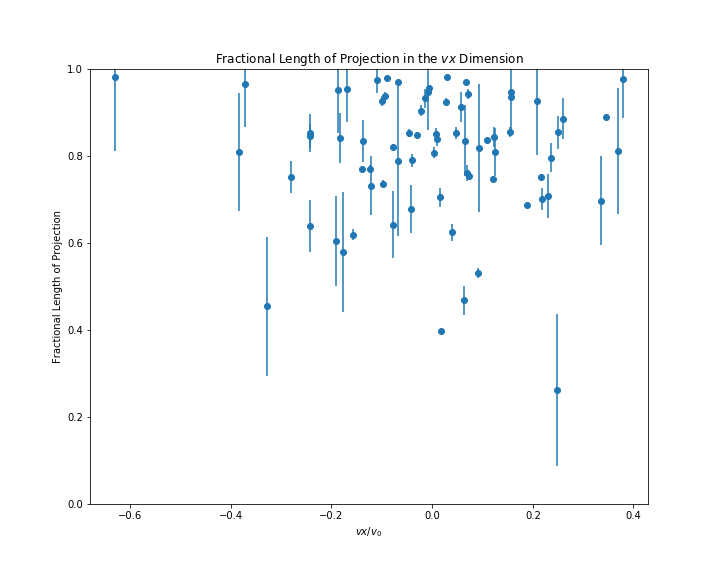 Fractional Length of Projection in the vx Dimension
Fractional Length of Projection
1.0
0.8
0.6
0.4
0.2
0.0
−0.6 −0.4 −0.2 0.0 0.2 0.4
vx/v₀